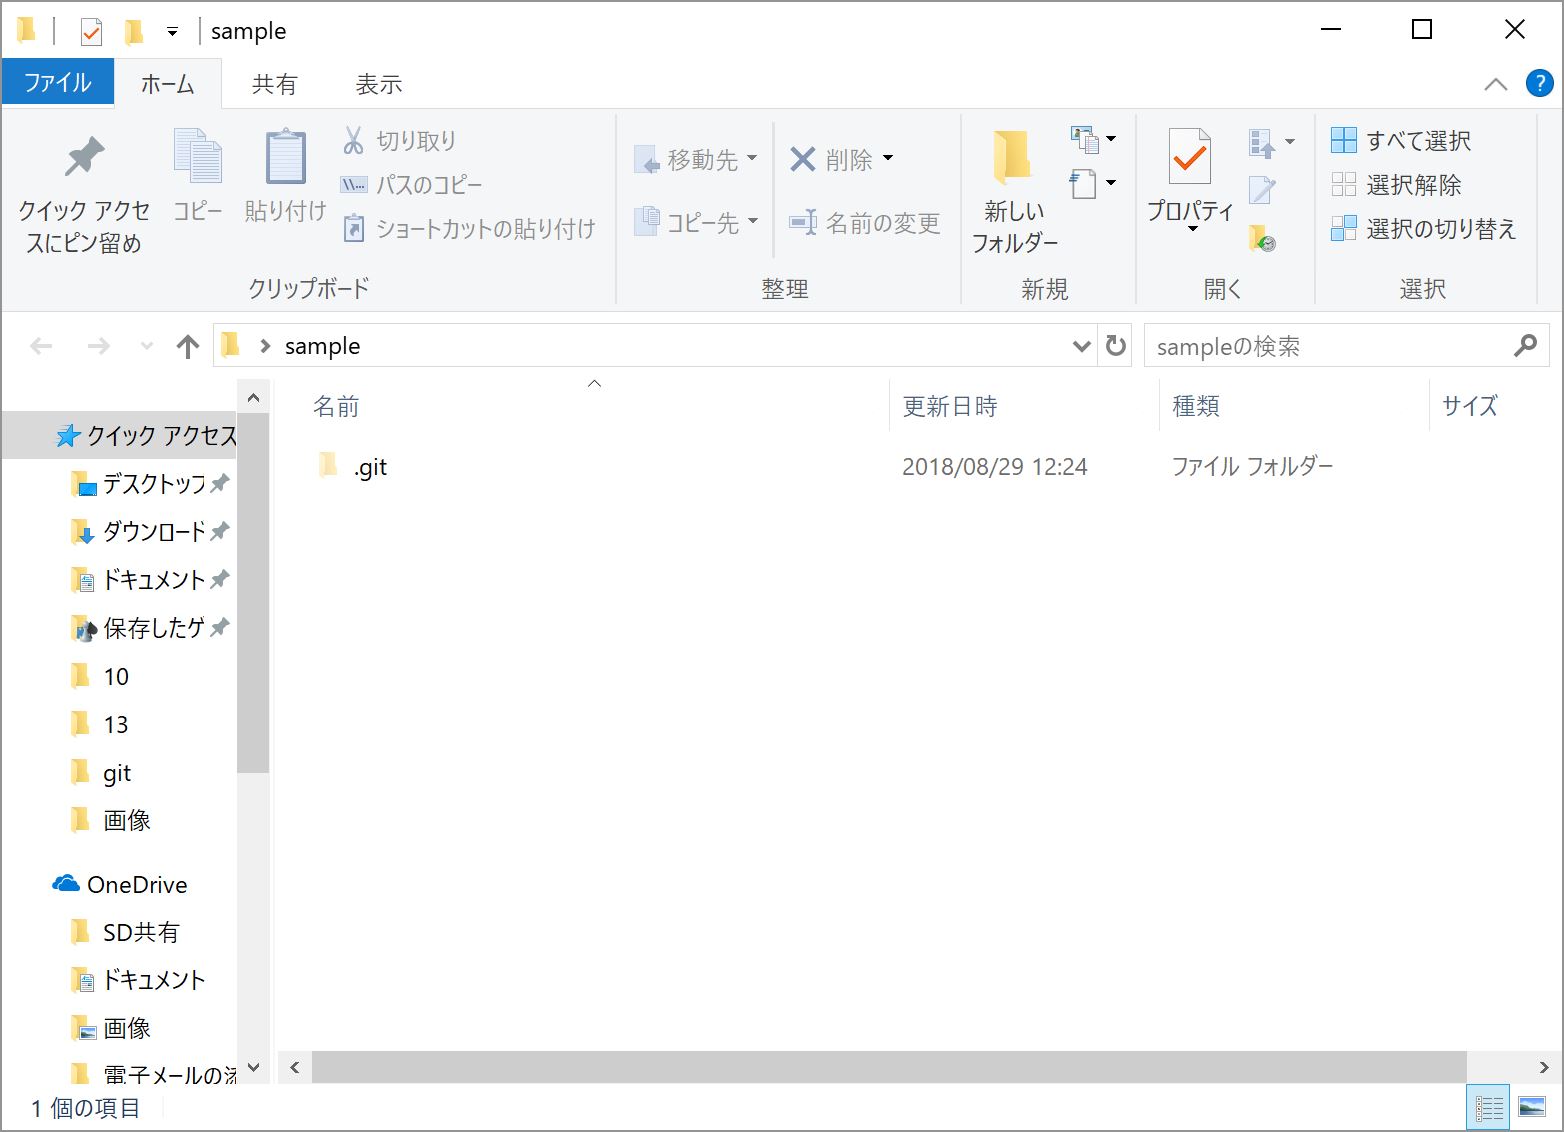 sample
ファイル
ホーム
共有
表示
?
クイック アクセ
スにピン留め
コピー
貼り付け
切り取り
パスのコピー
ショートカットの貼り付け
クリップボード
移動先
コピー先
削除
名前の変更
整理
新しい
フォルダー
新規
プロパティ
開く
すべて選択
選択解除
選択の切り替え
選択
sample
sampleの検索
名前
更新日時
種類
サイズ
.git
2018/08/29 12:24
ファイル フォルダー
クイック アクセス
デスクトップ
ダウンロード
ドキュメント
保存したゲ
10
13
git
画像
OneDrive
SD共有
ドキュメント
画像
電子メールの
1 個の項目